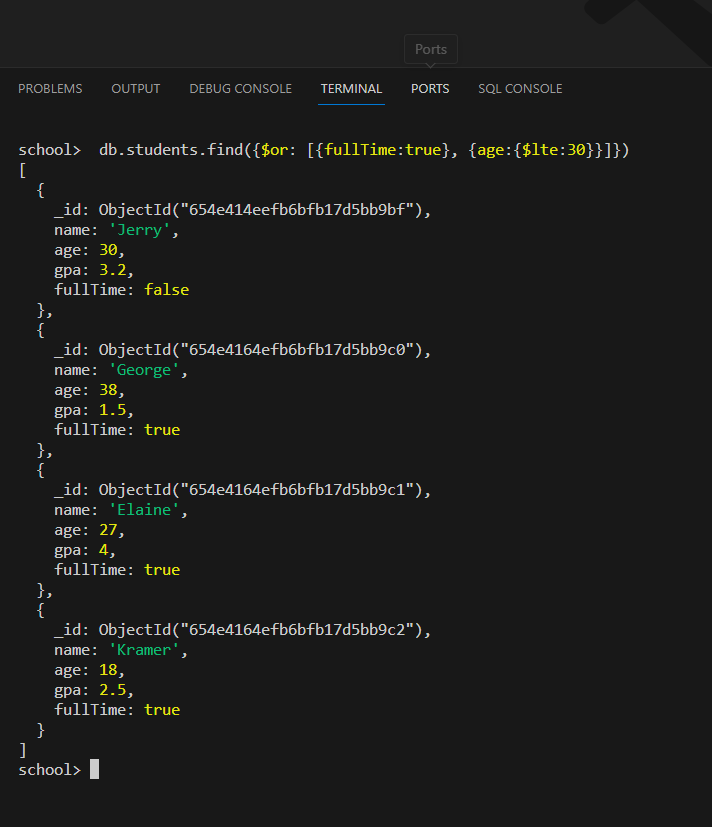 Ports
PROBLEMS OUTPUT DEBUG CONSOLE TERMINAL PORTS SQL CONSOLE
school>  db.students.find({$or: [{fullTime:true}, {age:{$lte:30}}]})
[
  {
    _id: ObjectId("654e414eefb6bfb17d5bb9bf"),
    name: 'Jerry',
    age: 30,
    gpa: 3.2,
    fullTime: false
  },
  {
    _id: ObjectId("654e4164efb6bfb17d5bb9c0"),
    name: 'George',
    age: 38,
    gpa: 1.5,
    fullTime: true
  },
  {
    _id: ObjectId("654e4164efb6bfb17d5bb9c1"),
    name: 'Elaine',
    age: 27,
    gpa: 4,
    fullTime: true
  },
  {
    _id: ObjectId("654e4164efb6bfb17d5bb9c2"),
    name: 'Kramer',
    age: 18,
    gpa: 2.5,
    fullTime: true
  }
]
school>